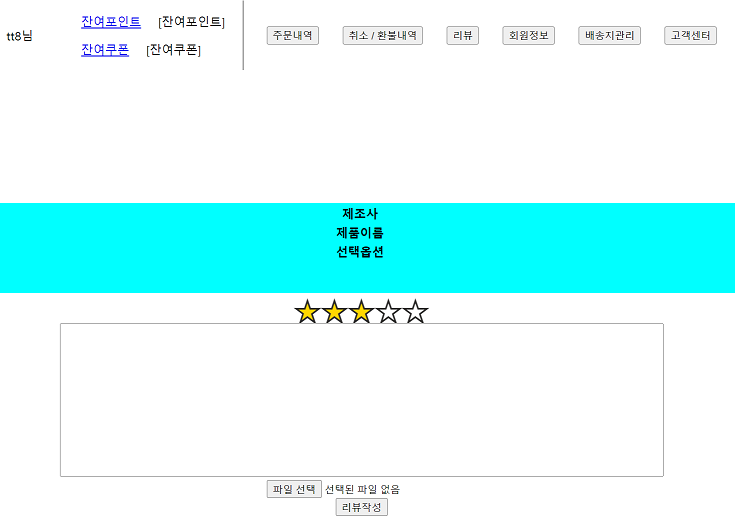 tt8님
잔여포인트 [잔여포인트]
잔여쿠폰 [잔여쿠폰]
주문내역 취소 / 환불내역 리뷰 회원정보 배송지관리 고객센터
제조사
제품이름
선택옵션
파일 선택 선택된 파일 없음
리뷰작성